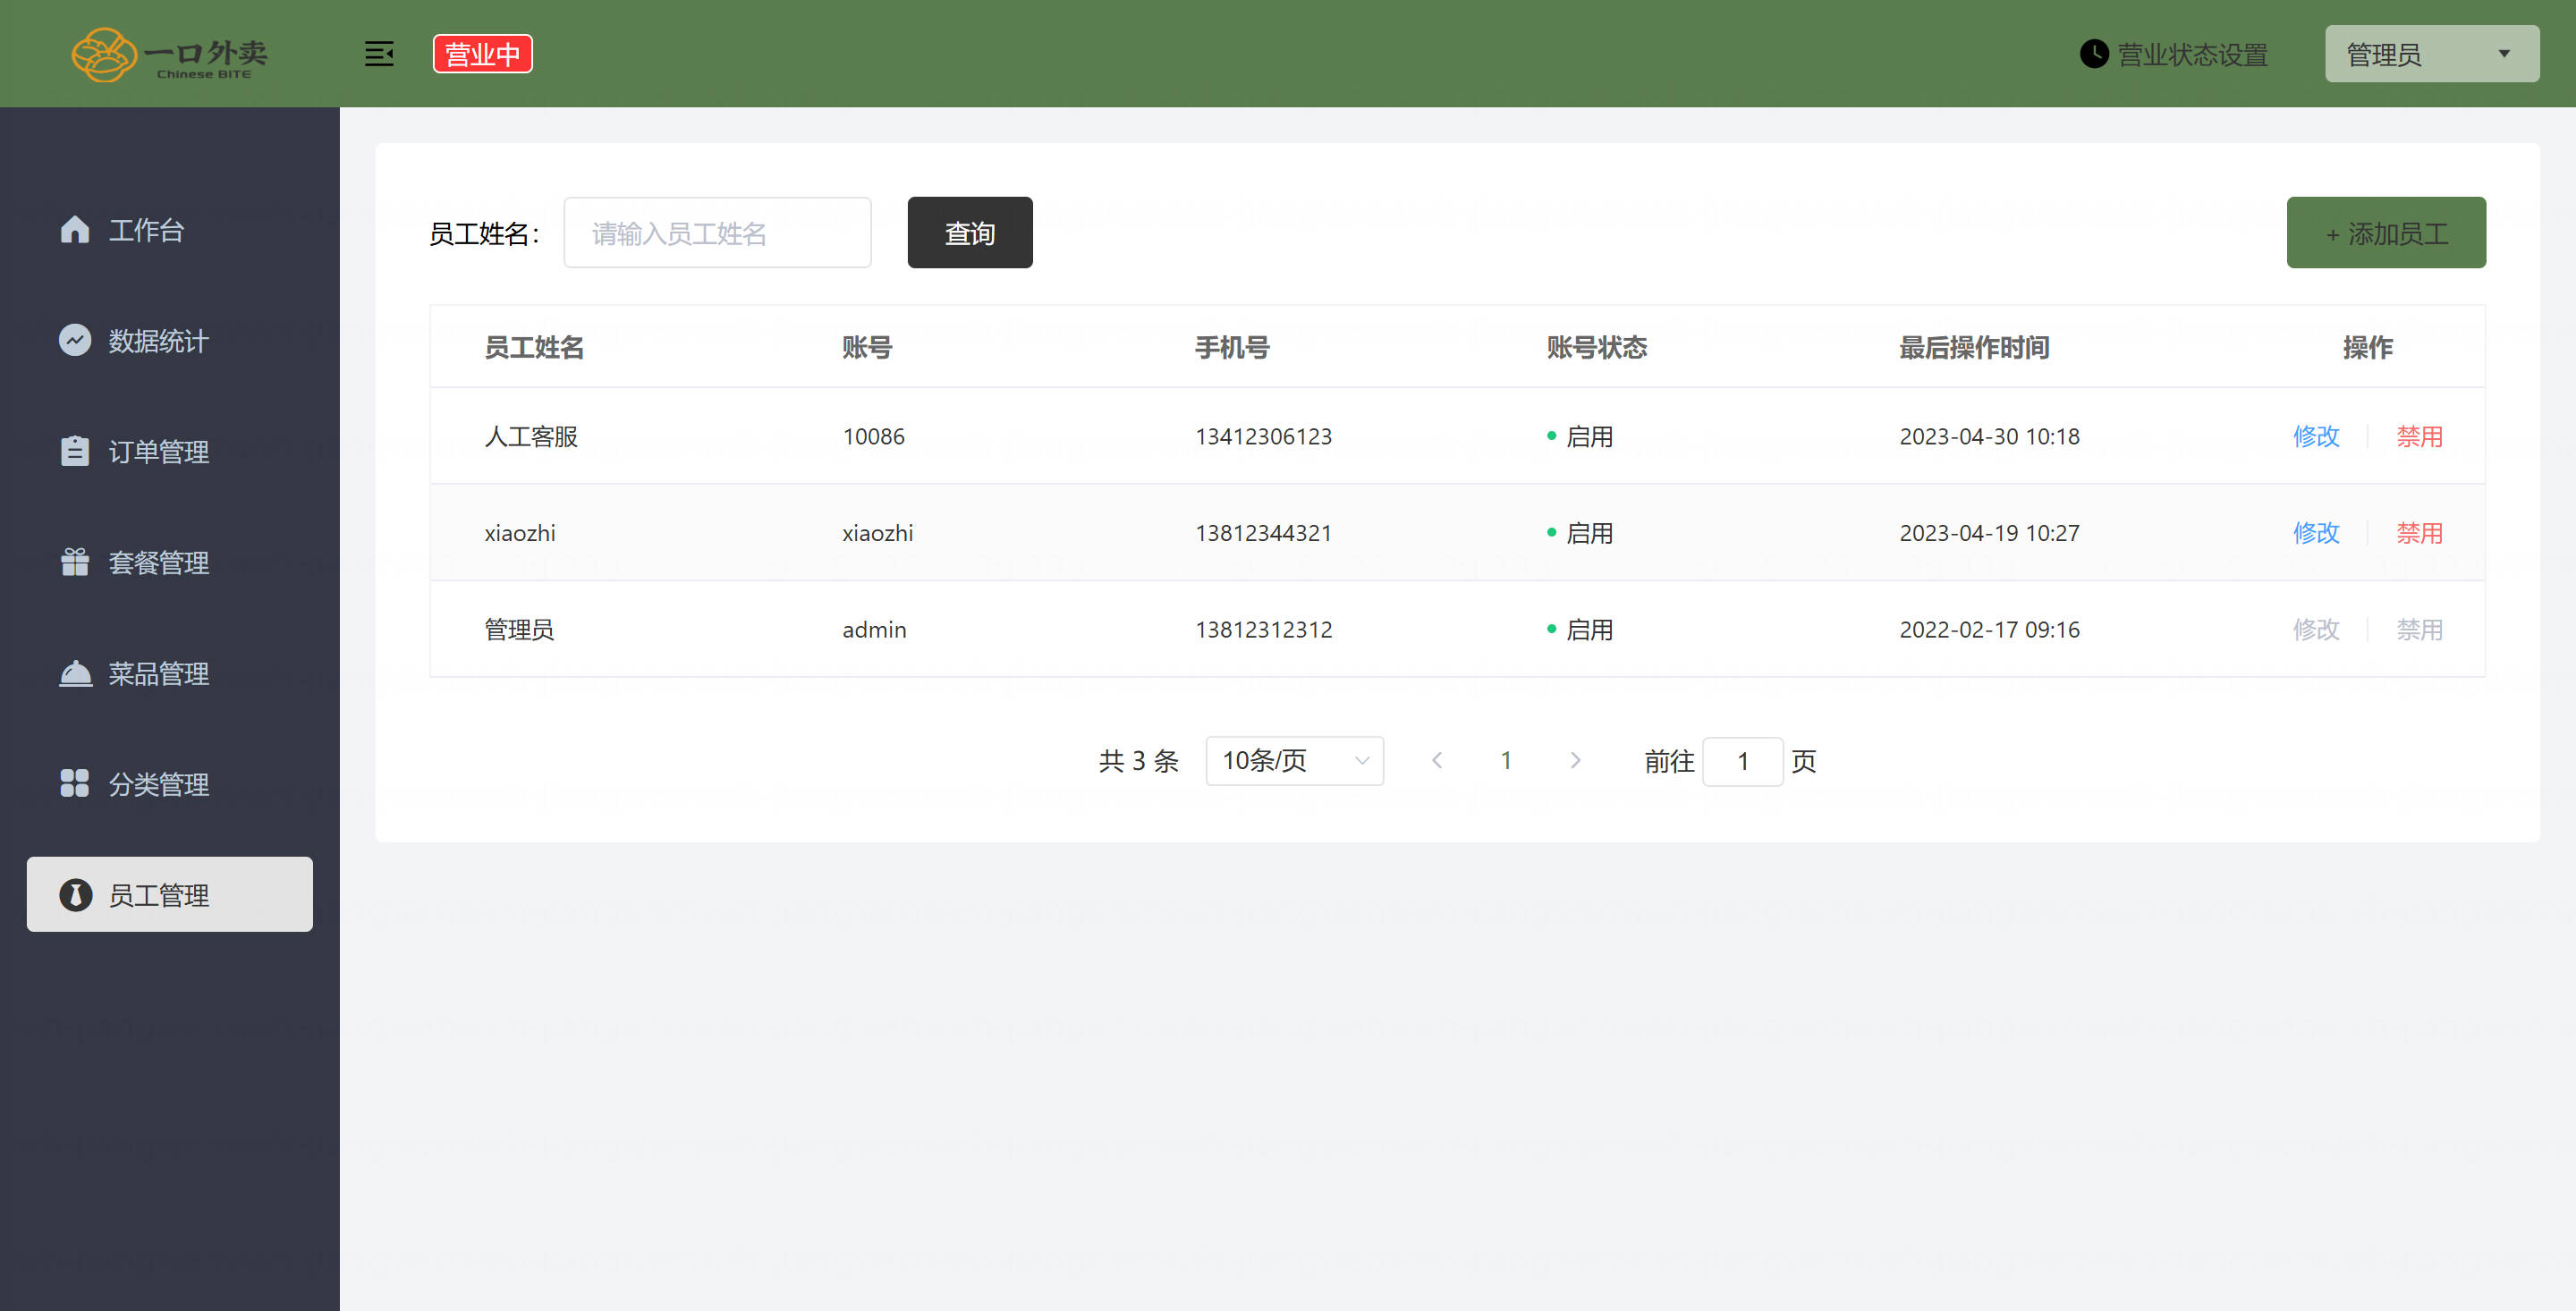 一口外卖
Chinese BITE
营业中
营业状态设置
管理员
工作台
数据统计
订单管理
套餐管理
菜品管理
分类管理
员工管理
员工姓名:
请输入员工姓名
查询
+ 添加员工
员工姓名 账号 手机号 账号状态 最后操作时间 操作
人工客服 10086 13412306123 启用 2023-04-30 10:18 修改 禁用
xiaozhi xiaozhi 13812344321 启用 2023-04-19 10:27 修改 禁用
管理员 admin 13812312312 启用 2022-02-17 09:16 修改 禁用
共 3 条 10条/页 1 前往 1 页